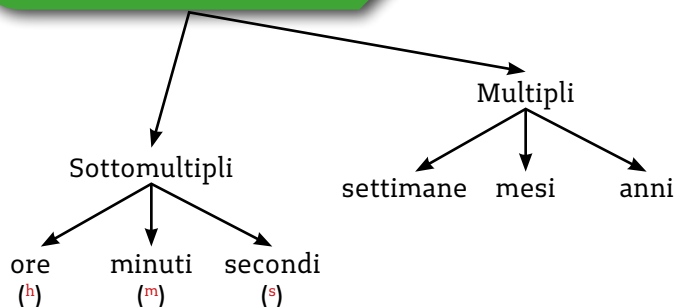 Multipli
Sottomultipli
settimane mesi anni
ore minuti secondi
(h) (m) (s)